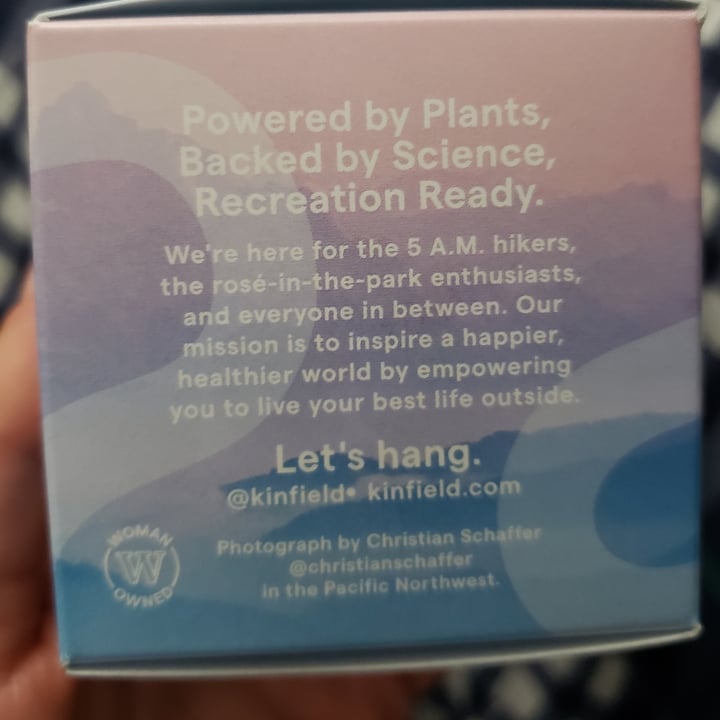 Powered by Plants,
Backed by Science,
Recreation Ready.
We're here for the 5 A.M. hikers,
the rosé-in-the-park enthusiasts,
and everyone in between. Our
mission is to inspire a happier,
healthier world by empowering
you to live your best life outside.
Let's hang.
@kinfield• kinfield.com
Photograph by Christian Schaffer
@christianschaffer
in the Pacific Northwest.
WOMAN
W
OWNED